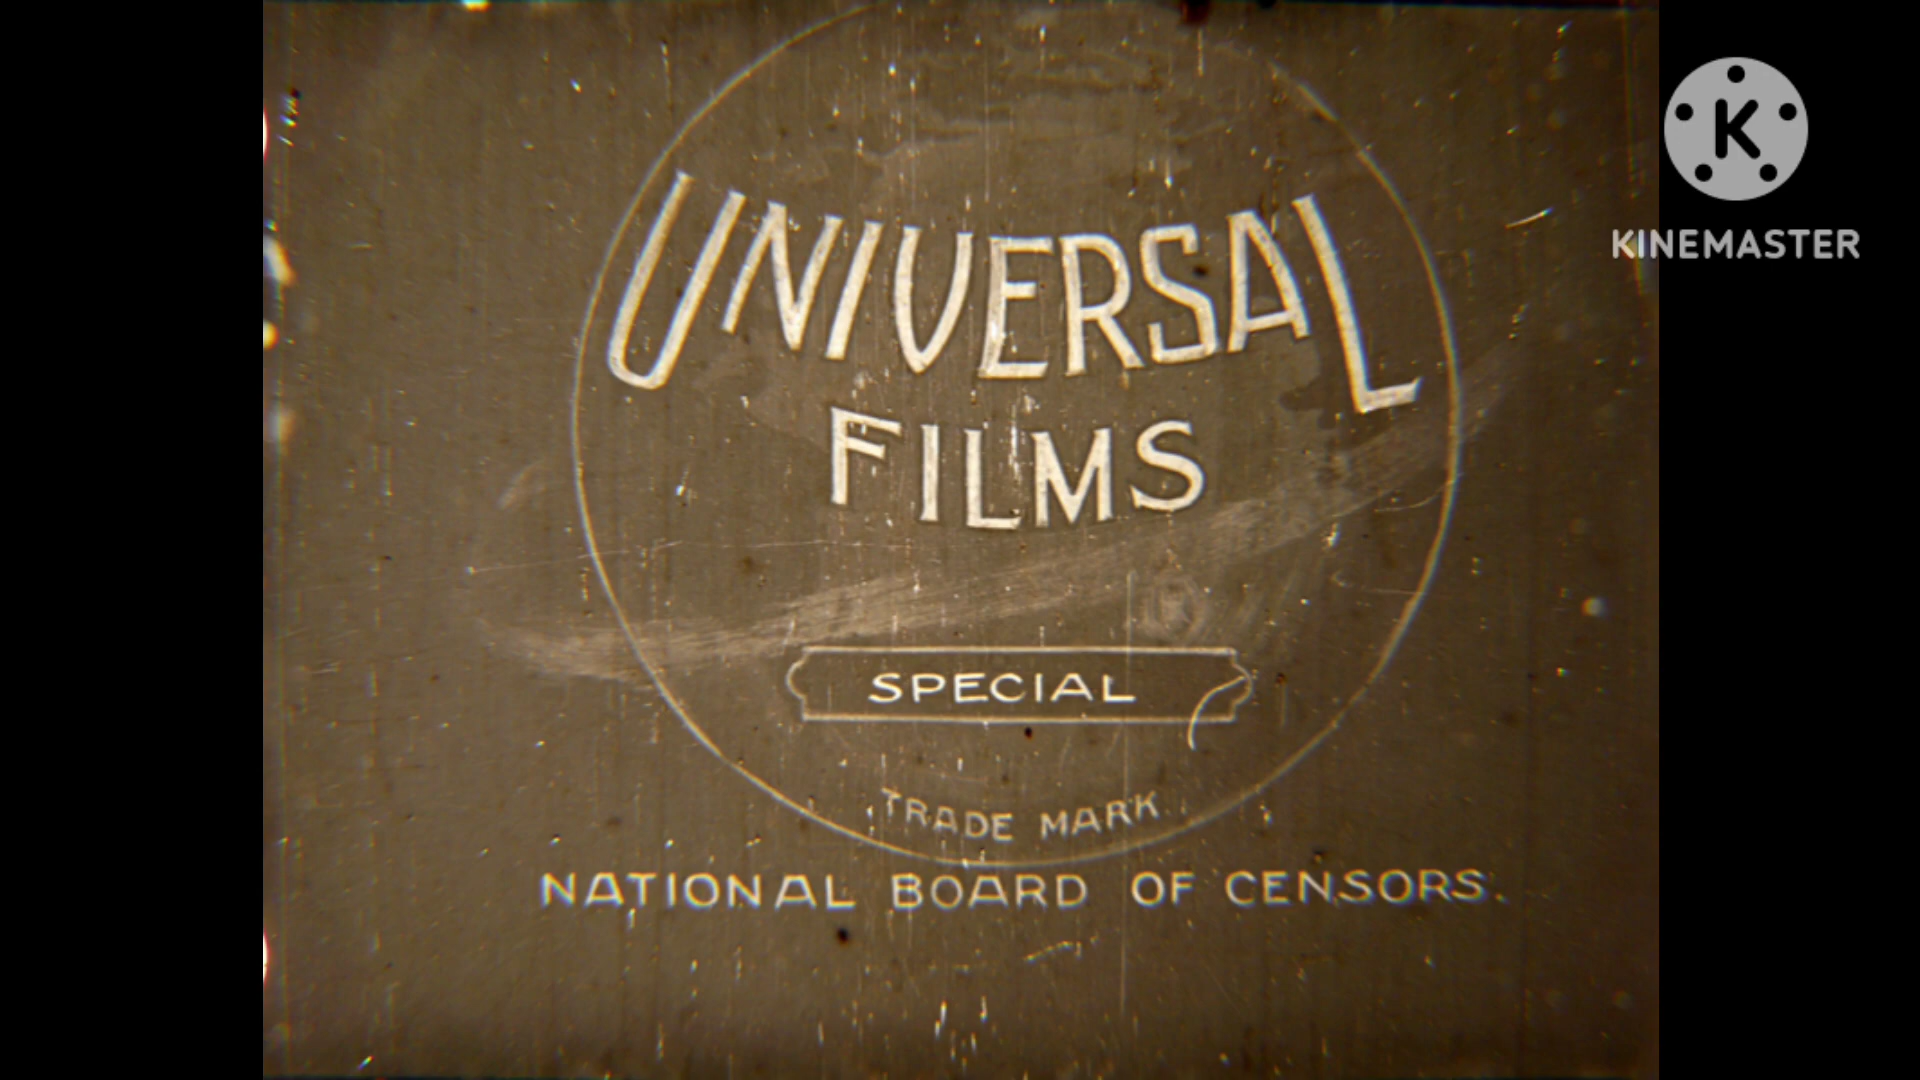 UNIVERSAL
FILMS
SPECIAL
TRADE MARK
NATIONAL BOARD OF CENSORS.
K
KINEMASTER